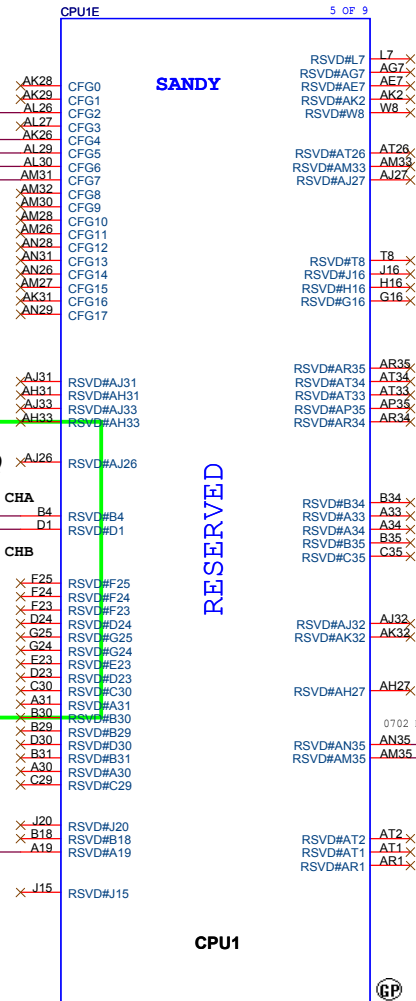 CPU1E
5 OF 9
SANDY
AK28 CFG0
AK29 CFG1
AL26 CFG2
AL27 CFG3
AK26 CFG4
AL29 CFG5
AL30 CFG6
AM31 CFG7
AM32 CFG8
AM30 CFG9
AM28 CFG10
AM26 CFG11
AN28 CFG12
AN31 CFG13
AN26 CFG14
AM27 CFG15
AK31 CFG16
AN29 CFG17
AJ31 RSVD#AJ31
AH31 RSVD#AH31
AJ33 RSVD#AJ33
AH33 RSVD#AH33
AJ26 RSVD#AJ26
CHA
B4 RSVD#B4
D1 RSVD#D1
CHB
F25 RSVD#F25
F24 RSVD#F24
F23 RSVD#F23
D24 RSVD#D24
G25 RSVD#G25
G24 RSVD#G24
E23 RSVD#E23
D23 RSVD#D23
C30 RSVD#C30
A31 RSVD#A31
B30 RSVD#B30
B29 RSVD#B29
D30 RSVD#D30
B31 RSVD#B31
A30 RSVD#A30
C29 RSVD#C29
J20 RSVD#J20
B18 RSVD#B18
A19 RSVD#A19
J15 RSVD#J15
RESERVED
RSVD#L7 L7
RSVD#AG7 AG7
RSVD#AE7 AE7
RSVD#AK2 AK2
RSVD#W8 W8
RSVD#AT26 AT26
RSVD#AM33 AM33
RSVD#AJ27 AJ27
RSVD#T8 T8
RSVD#J16 J16
RSVD#H16 H16
RSVD#G16 G16
RSVD#AR35 AR35
RSVD#AT34 AT34
RSVD#AT33 AT33
RSVD#AP35 AP35
RSVD#AR34 AR34
RSVD#B34 B34
RSVD#A33 A33
RSVD#A34 A34
RSVD#B35 B35
RSVD#C35 C35
RSVD#AJ32 AJ32
RSVD#AK32 AK32
RSVD#AH27 AH27
0702
RSVD#AN35 AN35
RSVD#AM35 AM35
RSVD#AT2 AT2
RSVD#AT1 AT1
RSVD#AR1 AR1
CPU1
GP